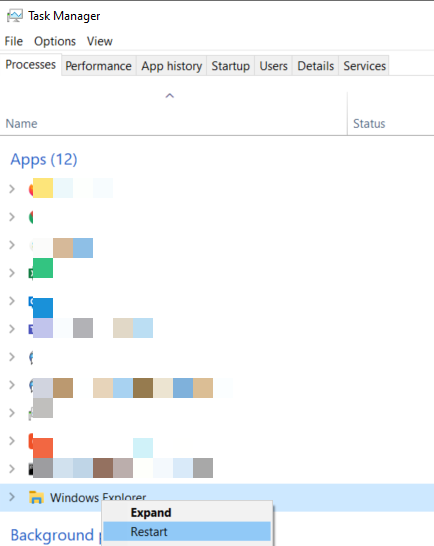 Task Manager
File Options View
Processes Performance App history Startup Users Details Services
Name Status
Apps (12)
Windows Explorer
Expand
Background
Restart